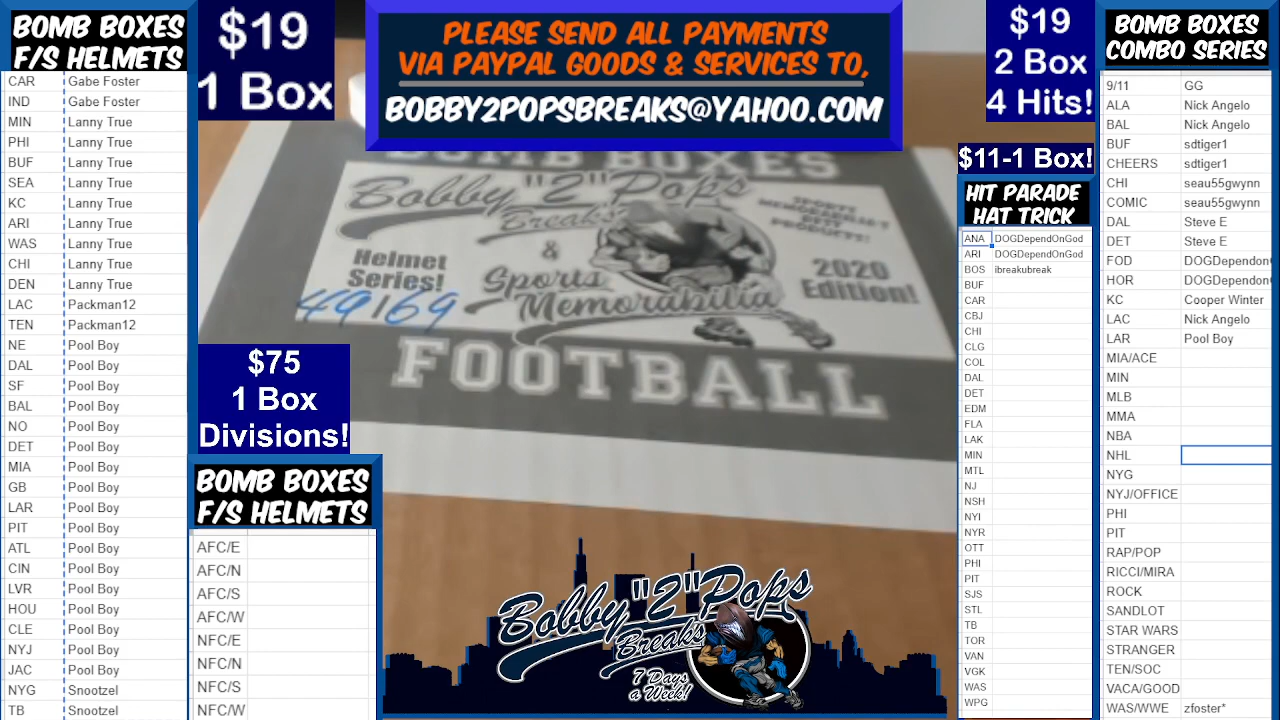 BOMB BOXES
F/S HELMETS
CAR Gabe Foster
IND Gabe Foster
MIN Lanny True
PHI Lanny True
BUF Lanny True
SEA Lanny True
KC Lanny True
ARI Lanny True
WAS Lanny True
CHI Lanny True
DEN Lanny True
LAC Packman12
TEN Packman12
NE Pool Boy
DAL Pool Boy
SF Pool Boy
BAL Pool Boy
NO Pool Boy
DET Pool Boy
MIA Pool Boy
GB Pool Boy
LAR Pool Boy
PIT Pool Boy
ATL Pool Boy
CIN Pool Boy
LVR Pool Boy
HOU Pool Boy
CLE Pool Boy
NYJ Pool Boy
JAC Pool Boy
NYG Snootzel
TB Snootzel
$19
1 Box
$75
1 Box
Divisions!
BOMB BOXES
F/S HELMETS
AFC/E
AFC/N
AFC/S
AFC/W
NFC/E
NFC/N
NFC/S
NFC/W
PLEASE SEND ALL PAYMENTS
VIA PAYPAL GOODS & SERVICES TO,
BOBBY2POPSBREAKS@YAHOO.COM
BOMB BOXES
Bobby "2" Pops
Breaks
&
Sports
Memorabilia
Helmet
Series!
49/69
SPORTS
MEMORABILIA
PRODUCTS!
2020
Edition!
FOOTBALL
Bobby "2" Pops
Breaks
7 Days
a Week!
$19
2 Box
4 Hits!
$11-1 Box!
HIT PARADE
HAT TRICK
ANA DOGDependOnGod
ARI DOGDependOnGod
BOS ibreakubreak
BUF
CAR
CBJ
CHI
CLG
COL
DAL
DET
EDM
FLA
LAK
MIN
MTL
NJ
NSH
NYI
NYR
OTT
PHI
PIT
SJS
STL
TB
TOR
VAN
VGK
WAS
WPG
BOMB BOXES
COMBO SERIES
9/11 GG
ALA Nick Angelo
BAL Nick Angelo
BUF sdtiger1
CHEERS sdtiger1
CHI seau55gwynn
COMIC seau55gwynn
DAL Steve E
DET Steve E
FOD DOGDependon
HOR DOGDependon
KC Cooper Winter
LAC Nick Angelo
LAR Pool Boy
MIA/ACE
MIN
MLB
MMA
NBA
NHL
NYG
NYJ/OFFICE
PHI
PIT
RAP/POP
RICCI/MIRA
ROCK
SANDLOT
STAR WARS
STRANGER
TEN/SOC
VACA/GOOD
WAS/WWE zfoster*